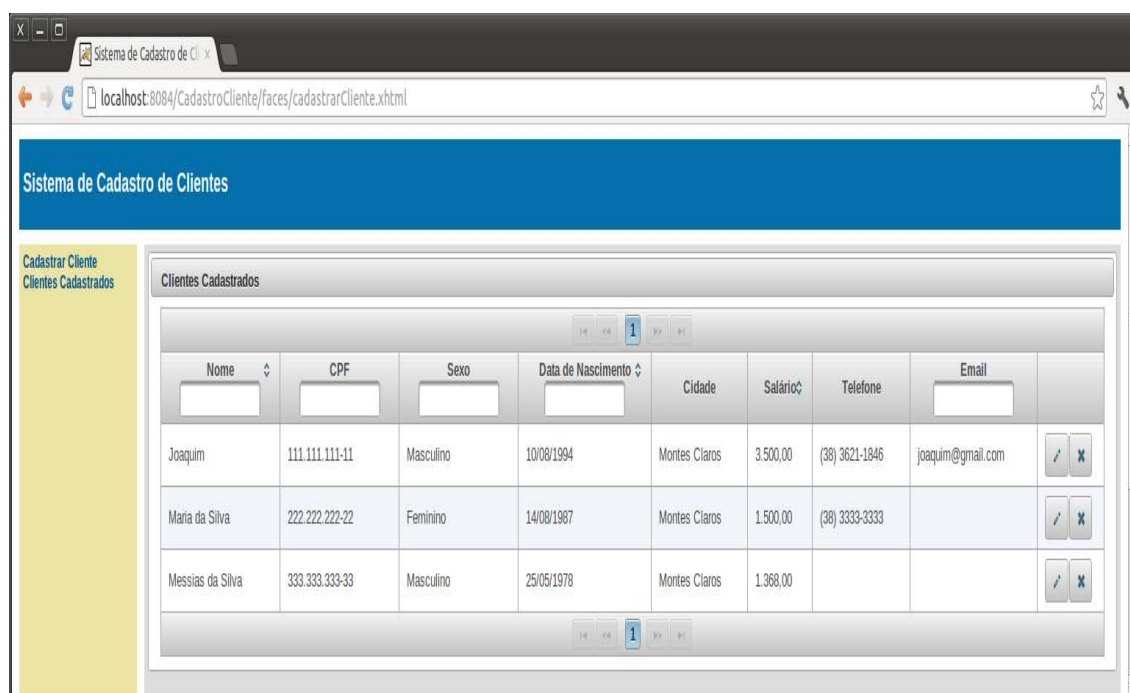 Sistema de Cadastro de Cli
localhost:8084/CadastroCliente/faces/cadastrarCliente.xhtml
Sistema de Cadastro de Clientes
Cadastrar Cliente
Clientes Cadastrados
Clientes Cadastrados
1
Nome CPF Sexo Data de Nascimento Cidade Salário Telefone Email
Joaquim 111.111.111-11 Masculino 10/08/1994 Montes Claros 3.500,00 (38) 3621-1846 joaquim@gmail.com
Maria da Silva 222.222.222-22 Feminino 14/08/1987 Montes Claros 1.500,00 (38) 3333-3333
Messias da Silva 333.333.333-33 Masculino 25/05/1978 Montes Claros 1.368,00
1